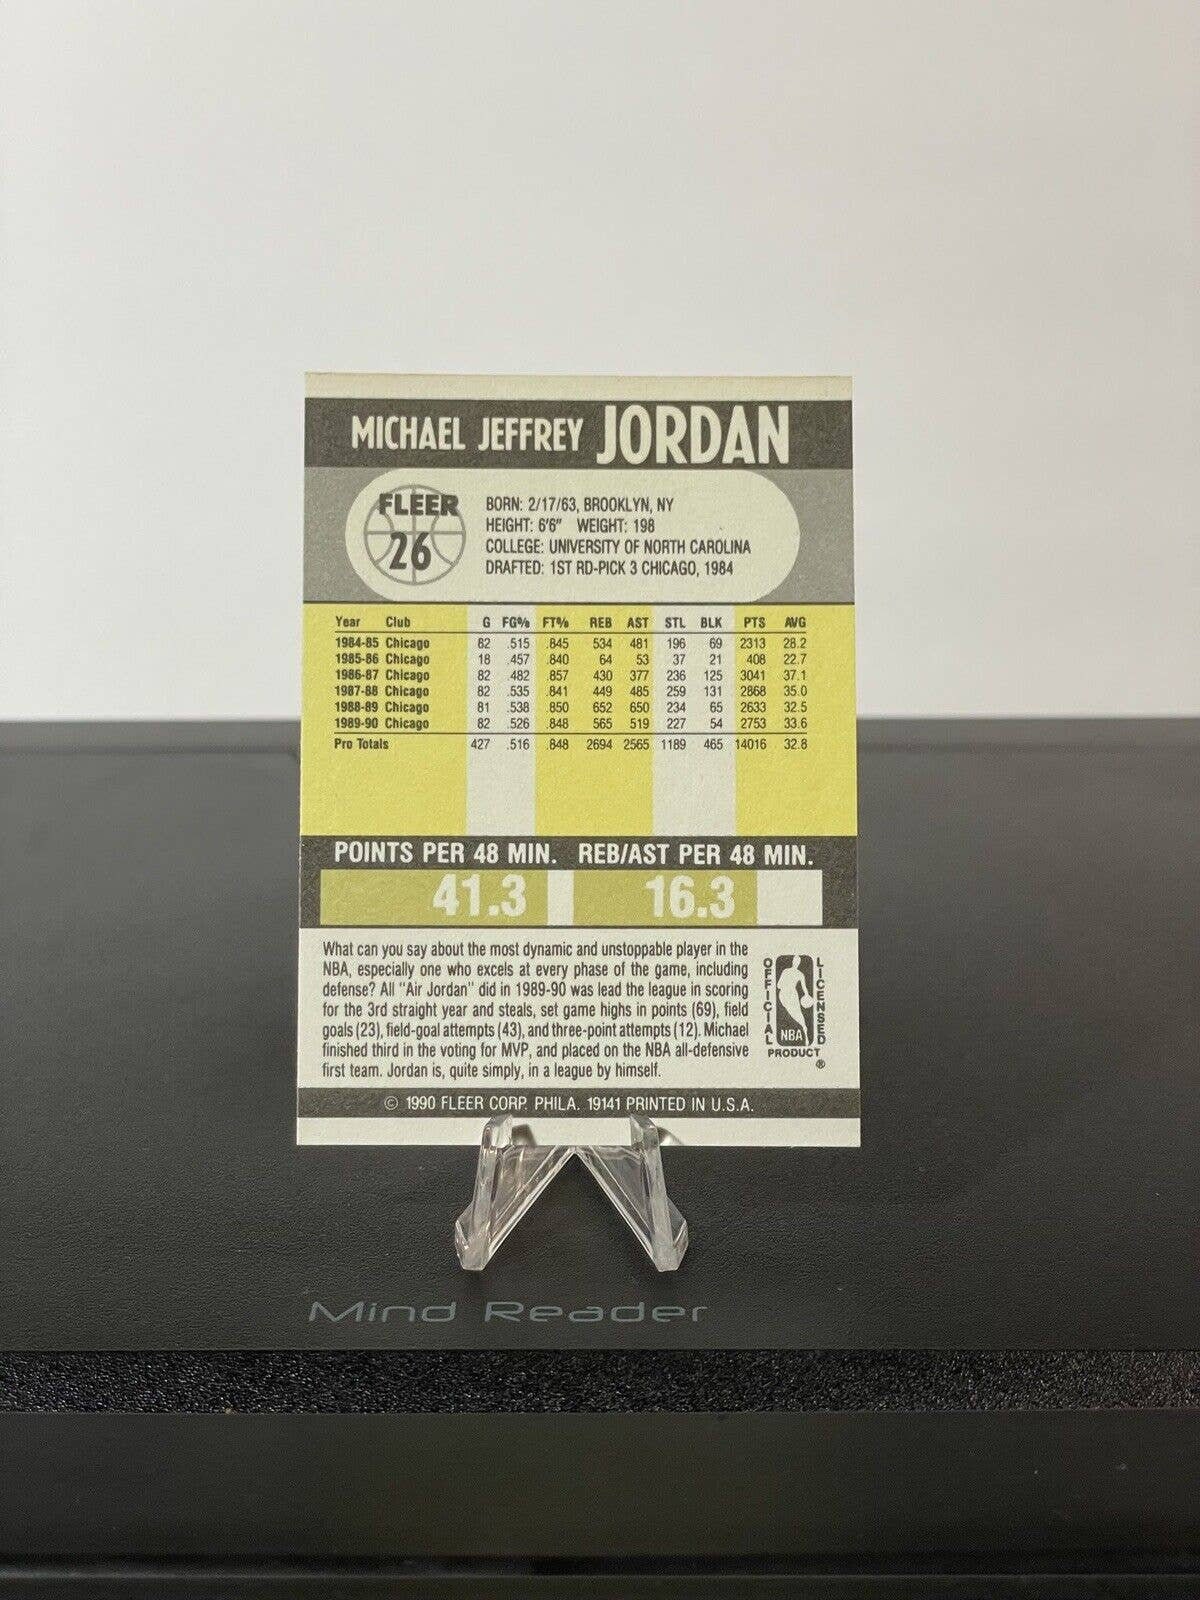 MICHAEL JEFFREY JORDAN
FLEER
26
BORN: 2/17/63, BROOKLYN, NY
HEIGHT: 6'6" WEIGHT: 198
COLLEGE: UNIVERSITY OF NORTH CAROLINA
DRAFTED: 1ST RD-PICK 3 CHICAGO, 1984
Year Club G FG% FT% REB AST STL BLK PTS AVG
1984-85 Chicago 82 .515 .845 534 481 196 69 2313 28.2
1985-86 Chicago 18 .457 .840 64 53 37 21 408 22.7
1986-87 Chicago 82 .482 .857 430 377 236 125 3041 37.1
1987-88 Chicago 82 .535 .841 449 485 259 131 2868 35.0
1988-89 Chicago 81 .538 .850 652 650 234 65 2633 32.5
1989-90 Chicago 82 .526 .848 565 519 227 54 2753 33.6
Pro Totals 427 .516 .848 2694 2565 1189 465 14016 32.8
POINTS PER 48 MIN. REB/AST PER 48 MIN.
41.3 16.3
What can you say about the most dynamic and unstoppable player in the
NBA, especially one who excels at every phase of the game, including
defense? All "Air Jordan" did in 1989-90 was lead the league in scoring
for the 3rd straight year and steals, set game highs in points (69), field
goals (23), field-goal attempts (43), and three-point attempts (12). Michael
finished third in the voting for MVP, and placed on the NBA all-defensive
first team. Jordan is, quite simply, in a league by himself.
OFFICIAL
LICENSED
NBA
PRODUCT
®
© 1990 FLEER CORP. PHILA. 19141 PRINTED IN U.S.A.
Mind Reader